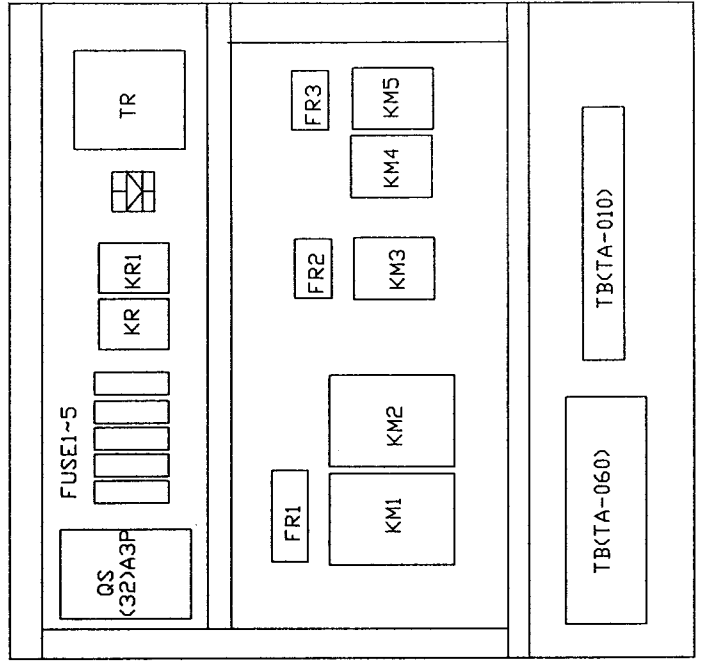 QS
(32)A3P
FUSE1~5
KR
KR1
TR
FR1
FR2
FR3
KM1
KM2
KM3
KM4
KM5
TB(TA-060)
TB(TA-010)